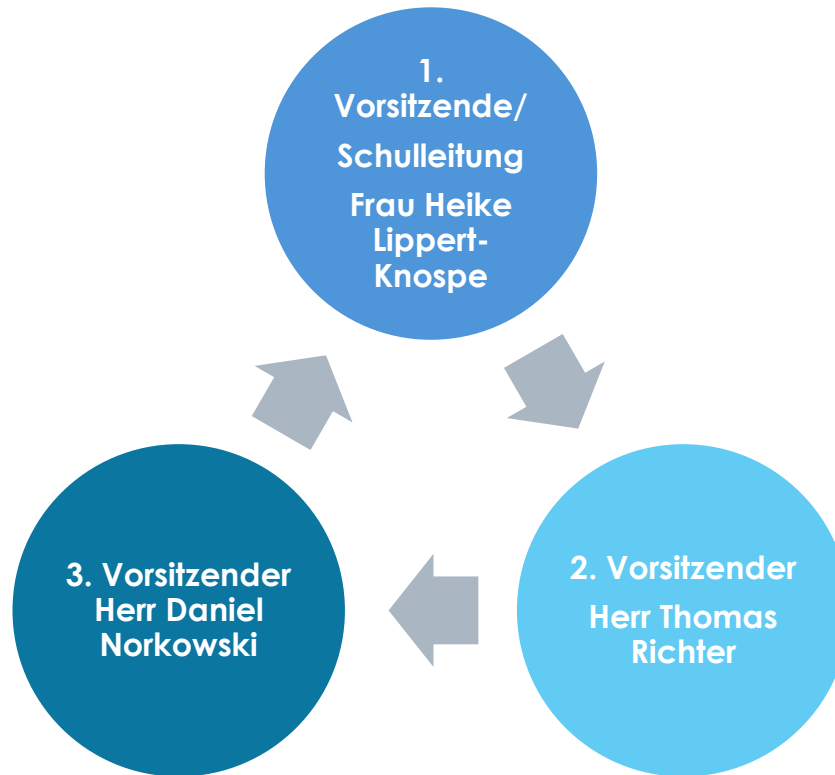 1.
Vorsitzende/
Schulleitung
Frau Heike
Lippert-
Knospe
2. Vorsitzender
Herr Thomas
Richter
3. Vorsitzender
Herr Daniel
Norkowski